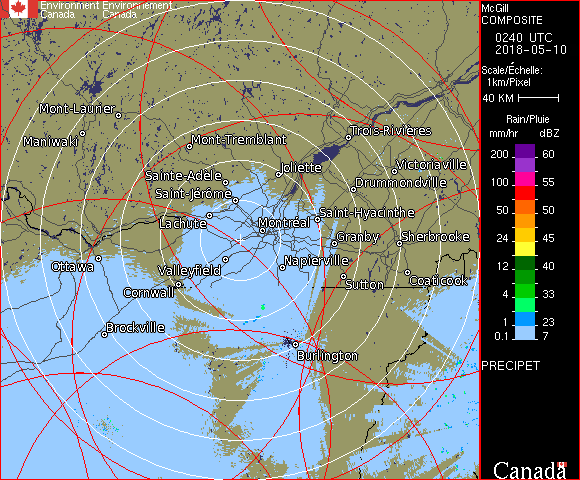 Environment Environnement
Canada Canada
McGill
COMPOSITE
0240 UTC
2018-05-10
Scale/Échelle:
1km/Pixel
40 KM
Rain/Pluie
mm/hr dBZ
200 60
100 55
50 50
24 45
12 40
4 33
1 23
0.1 7
PRECIPET
Canada
Mont-Laurier
Maniwaki
Mont-Tremblant
Trois-Rivières
Sainte-Adèle
Joliette
Victoriaville
Saint-Jérôme
Drummondville
Lachute
Montréal
Saint-Hyacinthe
Granby
Sherbrooke
Ottawa
Valleyfield
Napierville
Cornwall
Sutton
Coaticook
Brockville
Burlington